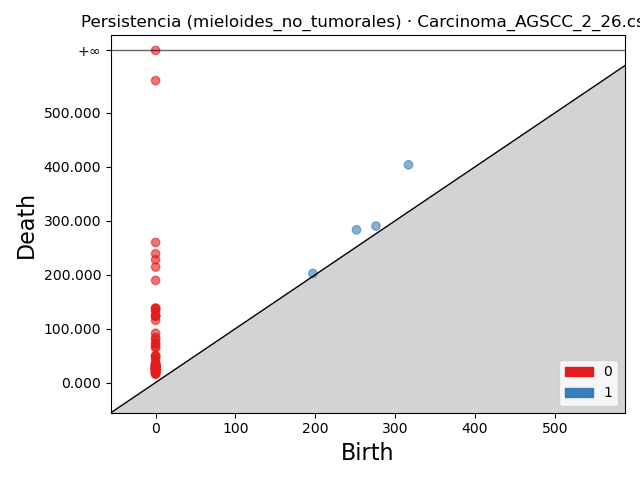 Persistencia (mieloides_no_tumorales) · Carcinoma_AGSCC_2_26.cs
+∞
500.000
400.000
300.000
200.000
100.000
0.000
Death
0
1
0 100 200 300 400 500
Birth